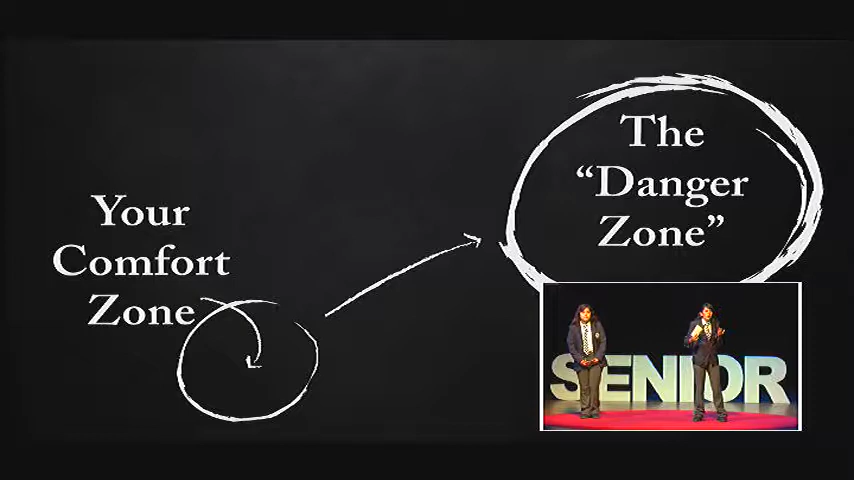 Your
Comfort
Zone
The
“Danger
Zone”
SENIOR